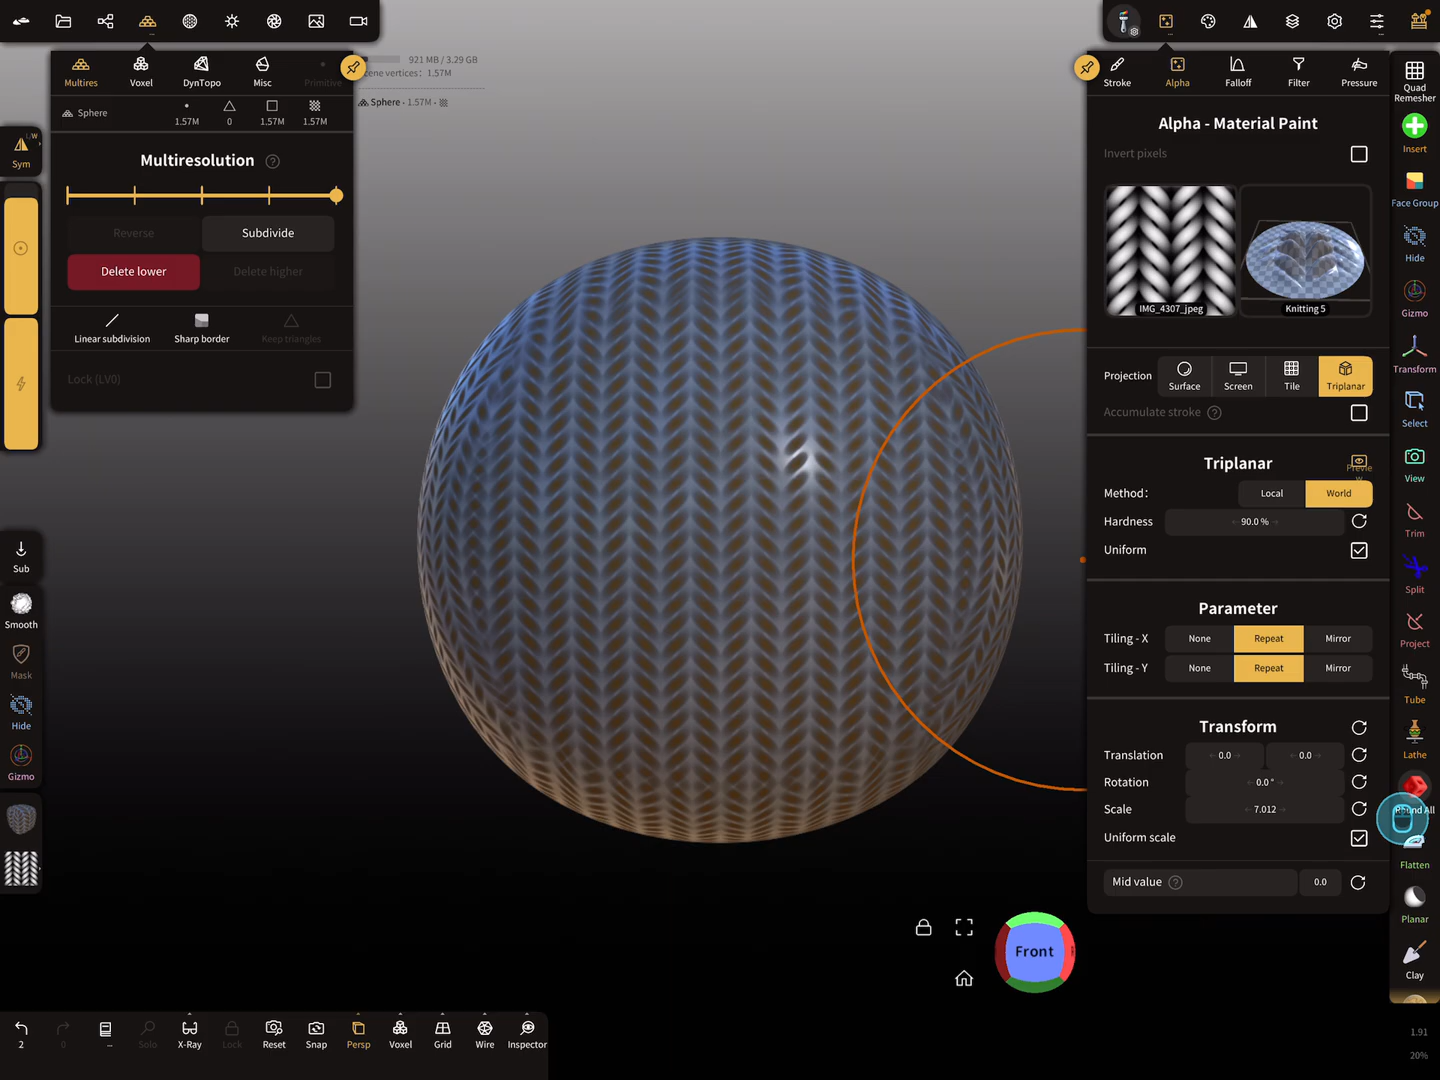 Multires
Voxel
DynTopo
Misc
Primitive
Sphere
1.57M
0
1.57M
1.57M
Multiresolution
Reverse
Subdivide
Delete lower
Delete higher
Linear subdivision
Sharp border
Keep triangles
Lock (LV0)
921 MB / 3.29 GB
cene vertices: 1.57M
Sphere • 1.57M •
Sym
Sub
Smooth
Mask
Hide
Gizmo
Stroke
Alpha
Falloff
Filter
Pressure
Alpha - Material Paint
Invert pixels
IMG_4307_jpeg
Knitting 5
Projection
Surface
Screen
Tile
Triplanar
Accumulate stroke
Triplanar
Method:
Local
World
Hardness
90.0 %
Uniform
Parameter
Tiling - X
None
Repeat
Mirror
Tiling - Y
None
Repeat
Mirror
Transform
Translation
0.0
0.0
Rotation
0.0 °
Scale
7.012
Uniform scale
Mid value
0.0
Quad
Remesher
Insert
Face Group
Hide
Gizmo
Transform
Select
View
Trim
Split
Project
Tube
Lathe
Round All
Flatten
Planar
Clay
Front
2
0
...
Solo
X-Ray
Lock
Reset
Snap
Persp
Voxel
Grid
Wire
Inspector
1.91
20%